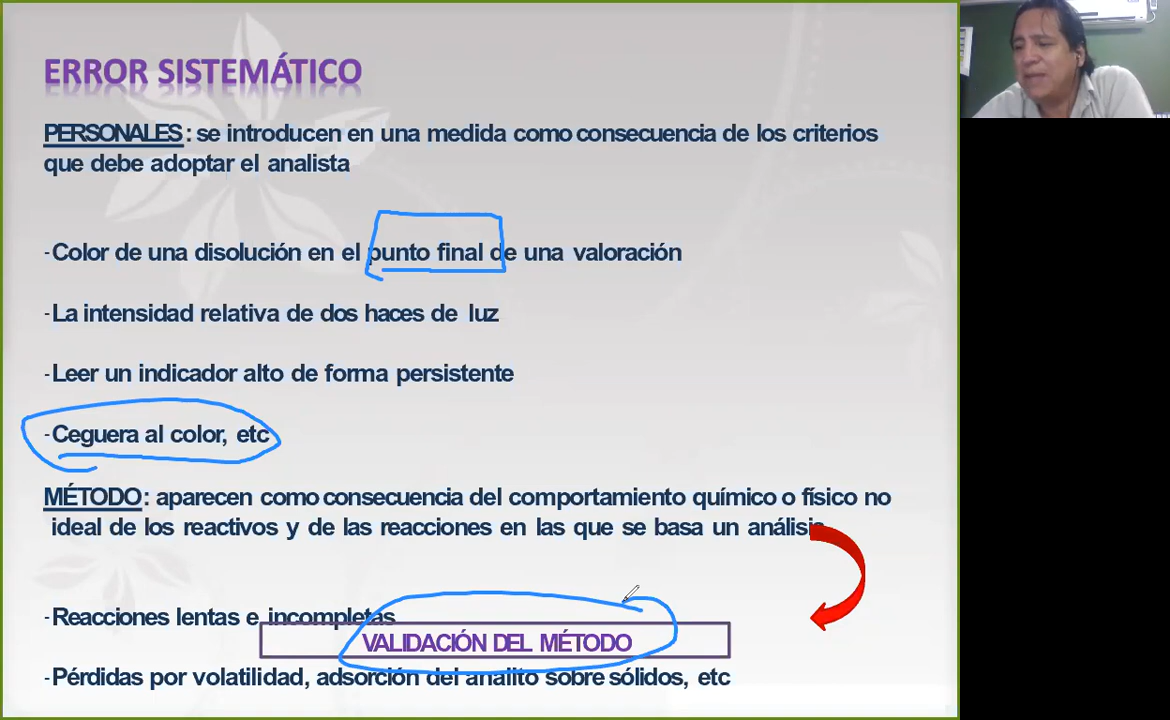 ERROR SISTEMÁTICO
PERSONALES: se introducen en una medida como consecuencia de los criterios
que debe adoptar el analista
-Color de una disolución en el punto final de una valoración
-La intensidad relativa de dos haces de luz
-Leer un indicador alto de forma persistente
-Ceguera al color, etc
MÉTODO: aparecen como consecuencia del comportamiento químico o físico no
ideal de los reactivos y de las reacciones en las que se basa un análisis
-Reacciones lentas e incompletas
VALIDACIÓN DEL MÉTODO
-Pérdidas por volatilidad, adsorción del analito sobre sólidos, etc